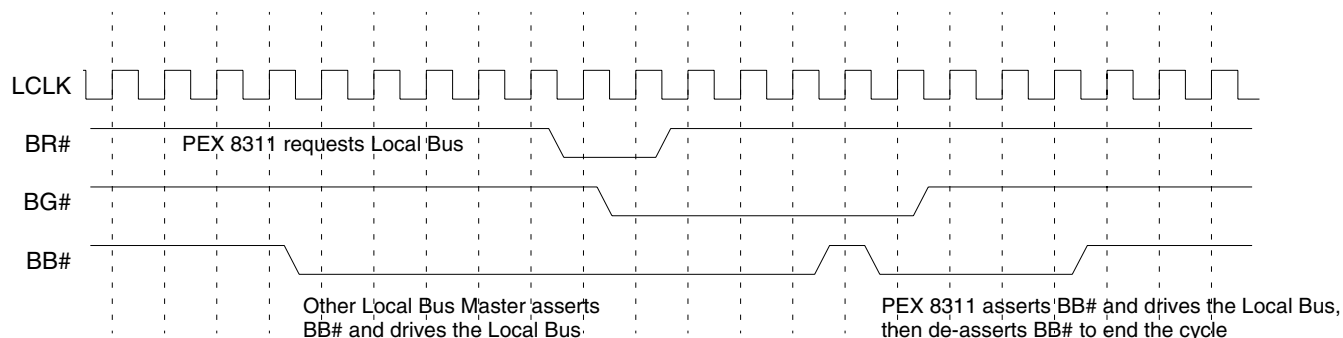 LCLK
BR#
PEX 8311 requests Local Bus
BG#
BB#
Other Local Bus Master asserts
BB# and drives the Local Bus
PEX 8311 asserts BB# and drives the Local Bus,
then de-asserts BB# to end the cycle